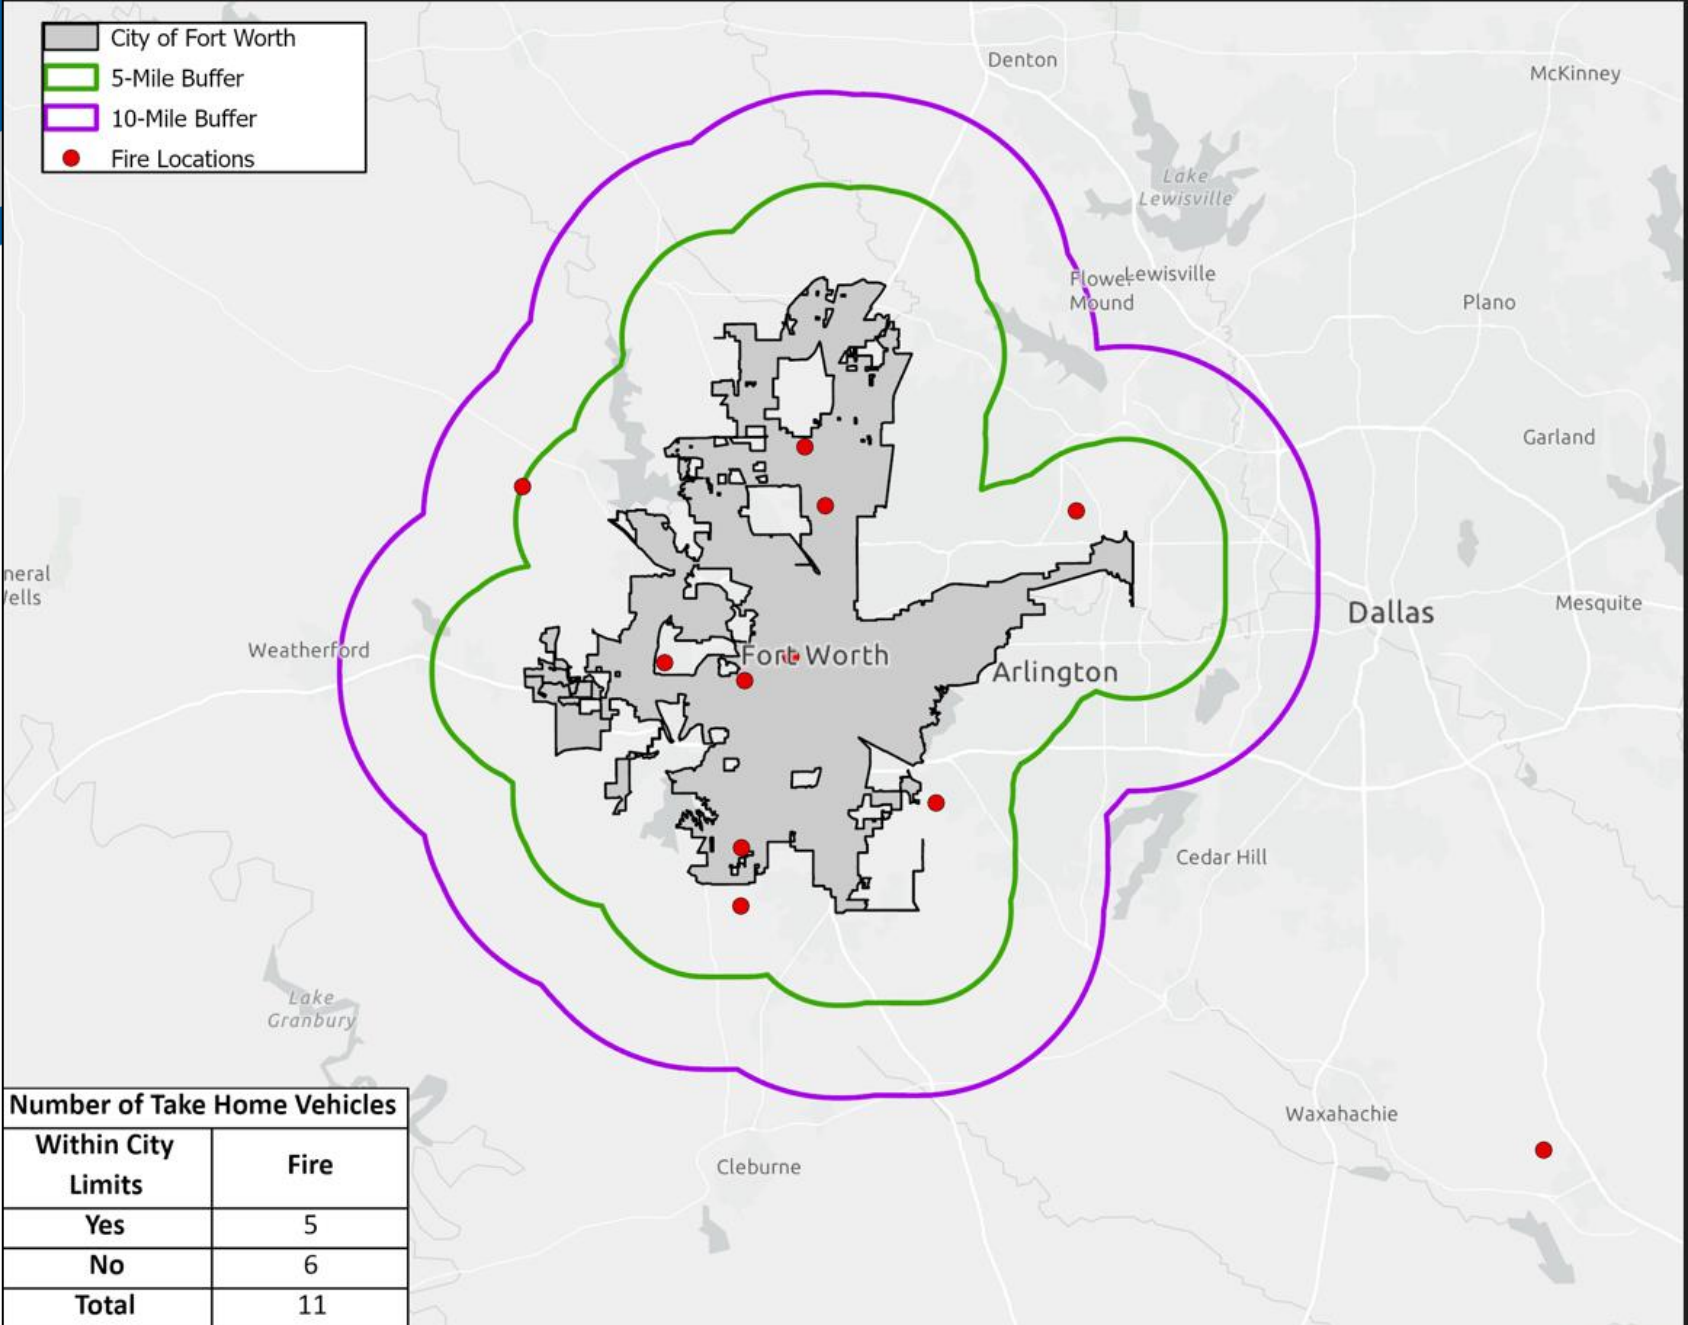 City of Fort Worth
5-Mile Buffer
10-Mile Buffer
Fire Locations
Denton
McKinney
Lake
Lewisville
Flower
Mound
Lewisville
Plano
Garland
neral
Wells
Weatherford
Fort Worth
Arlington
Dallas
Mesquite
Cedar Hill
Lake
Granbury
Waxahachie
Cleburne
Number of Take Home Vehicles
Within City
Limits
Fire
Yes 5
No 6
Total 11